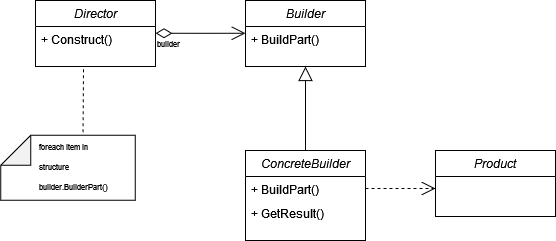 Director
+ Construct()
builder
Builder
+ BuildPart()
foreach item in
structure
builder.BuilderPart()
ConcreteBuilder
+ BuildPart()
+ GetResult()
Product